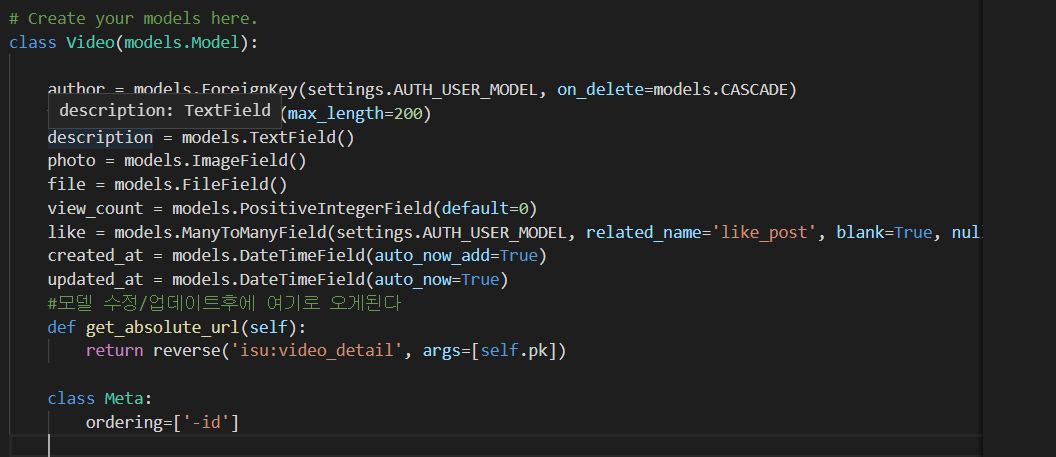 # Create your models here.
class Video(models.Model):
author = models.ForeignKey(settings.AUTH_USER_MODEL, on_delete=models.CASCADE)
description: TextField
(max_length=200)
description = models.TextField()
photo = models.ImageField()
file = models.FileField()
view_count = models.PositiveIntegerField(default=0)
like = models.ManyToManyField(settings.AUTH_USER_MODEL, related_name='like_post', blank=True, nul
created_at = models.DateTimeField(auto_now_add=True)
updated_at = models.DateTimeField(auto_now=True)
#모델 수정/업데이트후에 여기로 오게된다
def get_absolute_url(self):
return reverse('isu:video_detail', args=[self.pk])
class Meta:
ordering=['-id']